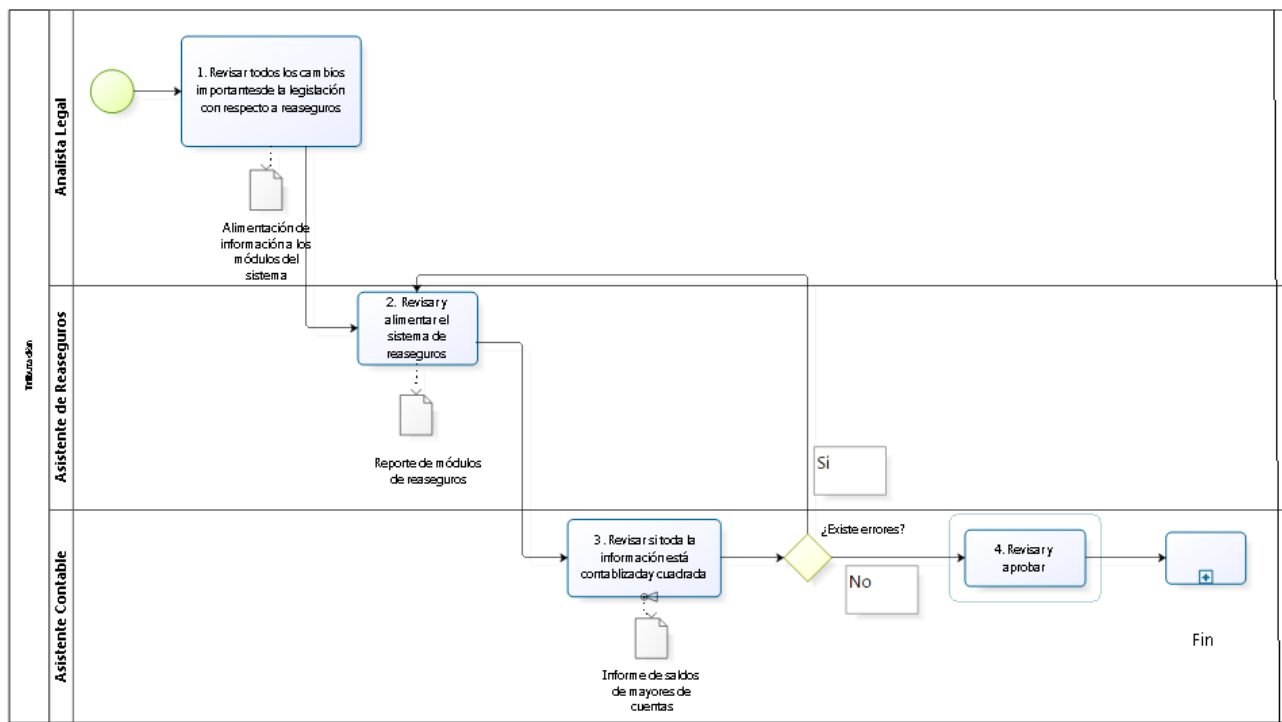 Tributación
Analista Legal
1. Revisar todos los cambios
importantesde la legislación
con respecto a reaseguros
Alimentación de
información a los
módulos del
sistema
Asistente de Reaseguros
2. Revisar y
alimentar el
sistema de
reaseguros
Reporte de módulos
de reaseguros
Si
Asistente Contable
3. Revisar si toda la
información está
contabilizaday cuadrada
¿Existe errores?
No
4. Revisar y
aprobar
Fin
Informe de saldos
de mayores de
cuentas